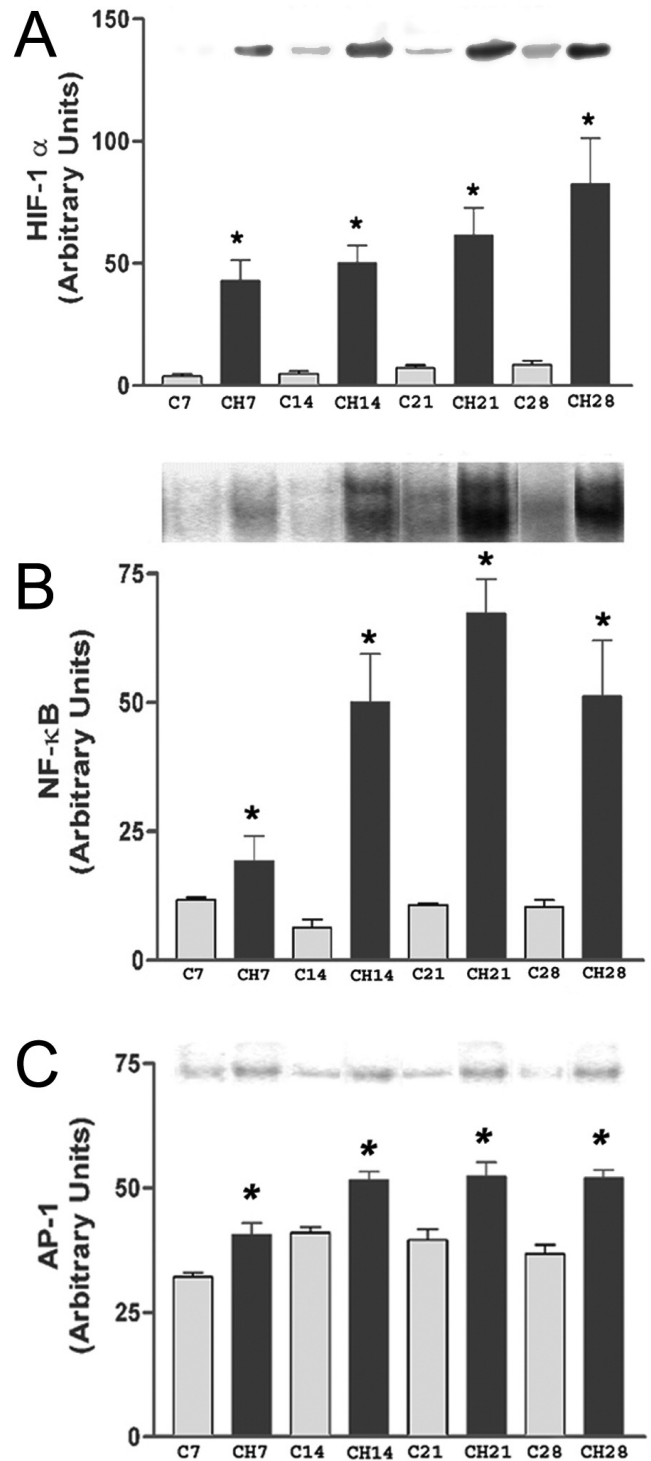 A
HIF-1 α
(Arbitrary Units)
150
100
50
0
* * * *
C7 CH7 C14 CH14 C21 CH21 C28 CH28
B
NF-κB
(Arbitrary Units)
75
50
25
0
* * * *
C7 CH7 C14 CH14 C21 CH21 C28 CH28
C
AP-1
(Arbitrary Units)
75
50
25
0
* * * *
C7 CH7 C14 CH14 C21 CH21 C28 CH28